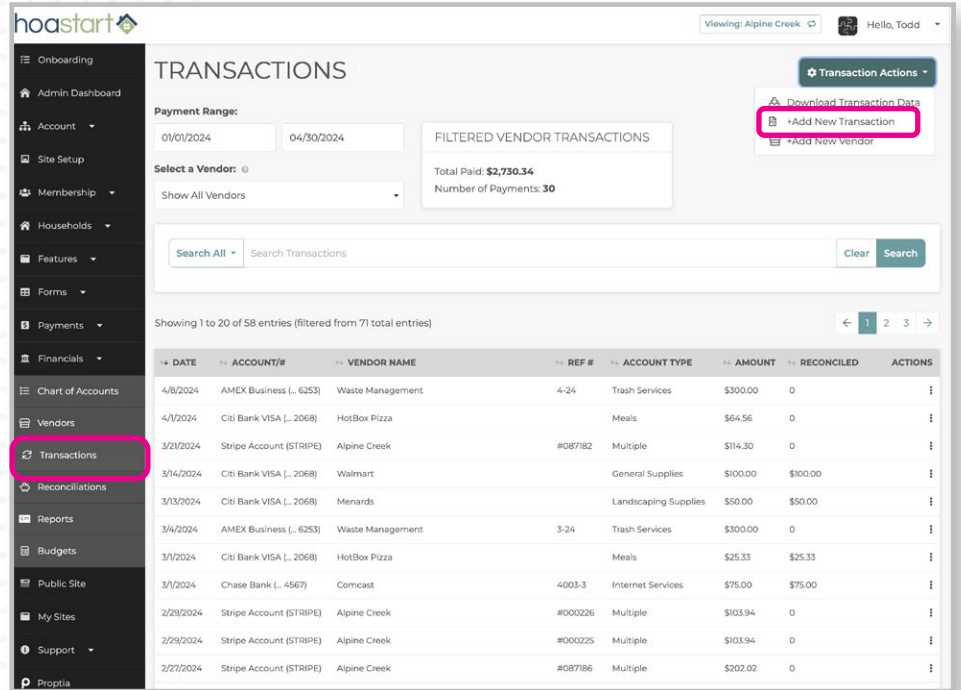 hoastart
Viewing: Alpine Creek
Hello, Todd
Onboarding
Admin Dashboard
Account
Site Setup
Membership
Households
Features
Forms
Payments
Financials
Chart of Accounts
Vendors
Transactions
Reconciliations
Reports
Budgets
Public Site
My Sites
Support
Proptia
TRANSACTIONS
Transaction Actions
Download Transaction Data
+Add New Transaction
+Add New Vendor
Payment Range:
01/01/2024 04/30/2024
Select a Vendor:
Show All Vendors
FILTERED VENDOR TRANSACTIONS
Total Paid: $2,730.34
Number of Payments: 30
Search All Search Transactions Clear Search
Showing 1 to 20 of 58 entries (filtered from 71 total entries) 1 2 3
DATE ACCOUNT/# VENDOR NAME REF # ACCOUNT TYPE AMOUNT RECONCILED ACTIONS
4/8/2024 AMEX Business (... 6253) Waste Management 4-24 Trash Services $300.00 0
4/1/2024 Citi Bank VISA (... 2068) HotBox Pizza Meals $64.56 0
3/21/2024 Stripe Account (STRIPE) Alpine Creek #087182 Multiple $114.30 0
3/14/2024 Citi Bank VISA (... 2068) Walmart General Supplies $100.00 $100.00
3/13/2024 Citi Bank VISA (... 2068) Menards Landscaping Supplies $50.00 $50.00
3/4/2024 AMEX Business (... 6253) Waste Management 3-24 Trash Services $300.00 0
3/1/2024 Citi Bank VISA (... 2068) HotBox Pizza Meals $25.33 $25.33
3/1/2024 Chase Bank (... 4567) Comcast 4003-3 Internet Services $75.00 $75.00
2/29/2024 Stripe Account (STRIPE) Alpine Creek #000226 Multiple $103.94 0
2/29/2024 Stripe Account (STRIPE) Alpine Creek #000225 Multiple $103.94 0
2/27/2024 Stripe Account (STRIPE) Alpine Creek #087186 Multiple $202.02 0